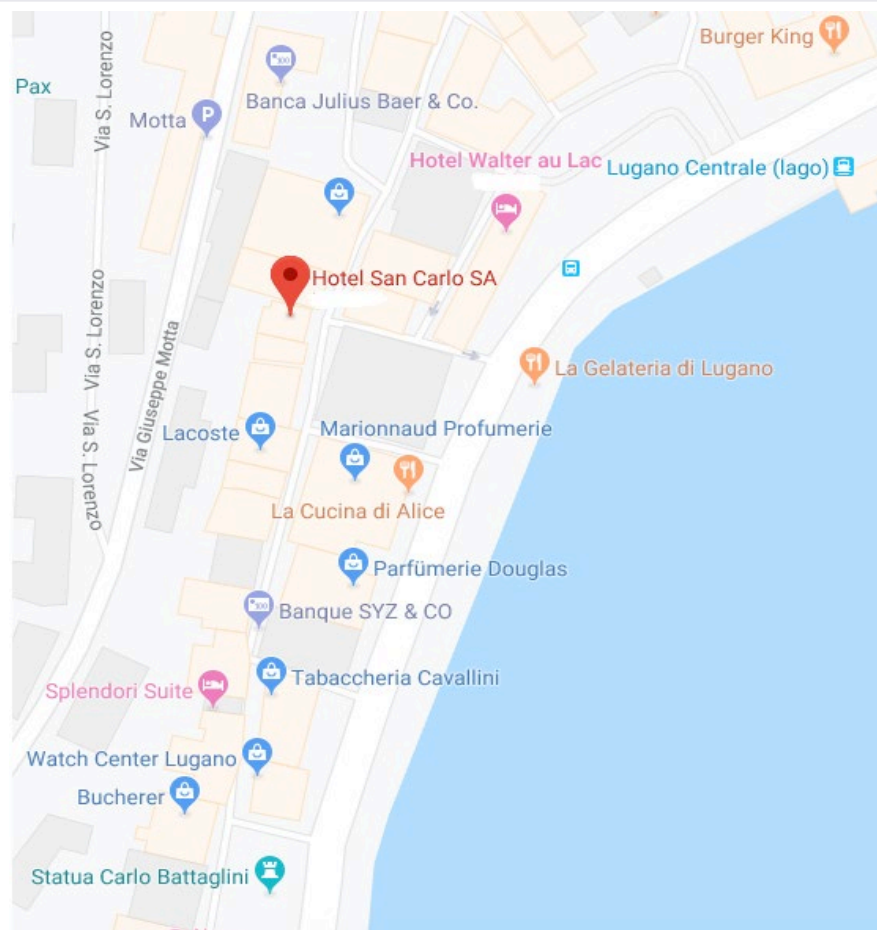 Burger King
Via S. Lorenzo
Pax
Banca Julius Baer & Co.
100
Motta
P
Hotel Walter au Lac
Lugano Centrale (lago)
Hotel San Carlo SA
Via S. Lorenzo
Via Giuseppe Motta
La Gelateria di Lugano
Lacoste
Marionnaud Profumerie
Via S. Lorenzo
La Cucina di Alice
Parfümerie Douglas
100
Banque SYZ & CO
Tabaccheria Cavallini
Splendori Suite
Watch Center Lugano
Bucherer
Statua Carlo Battaglini